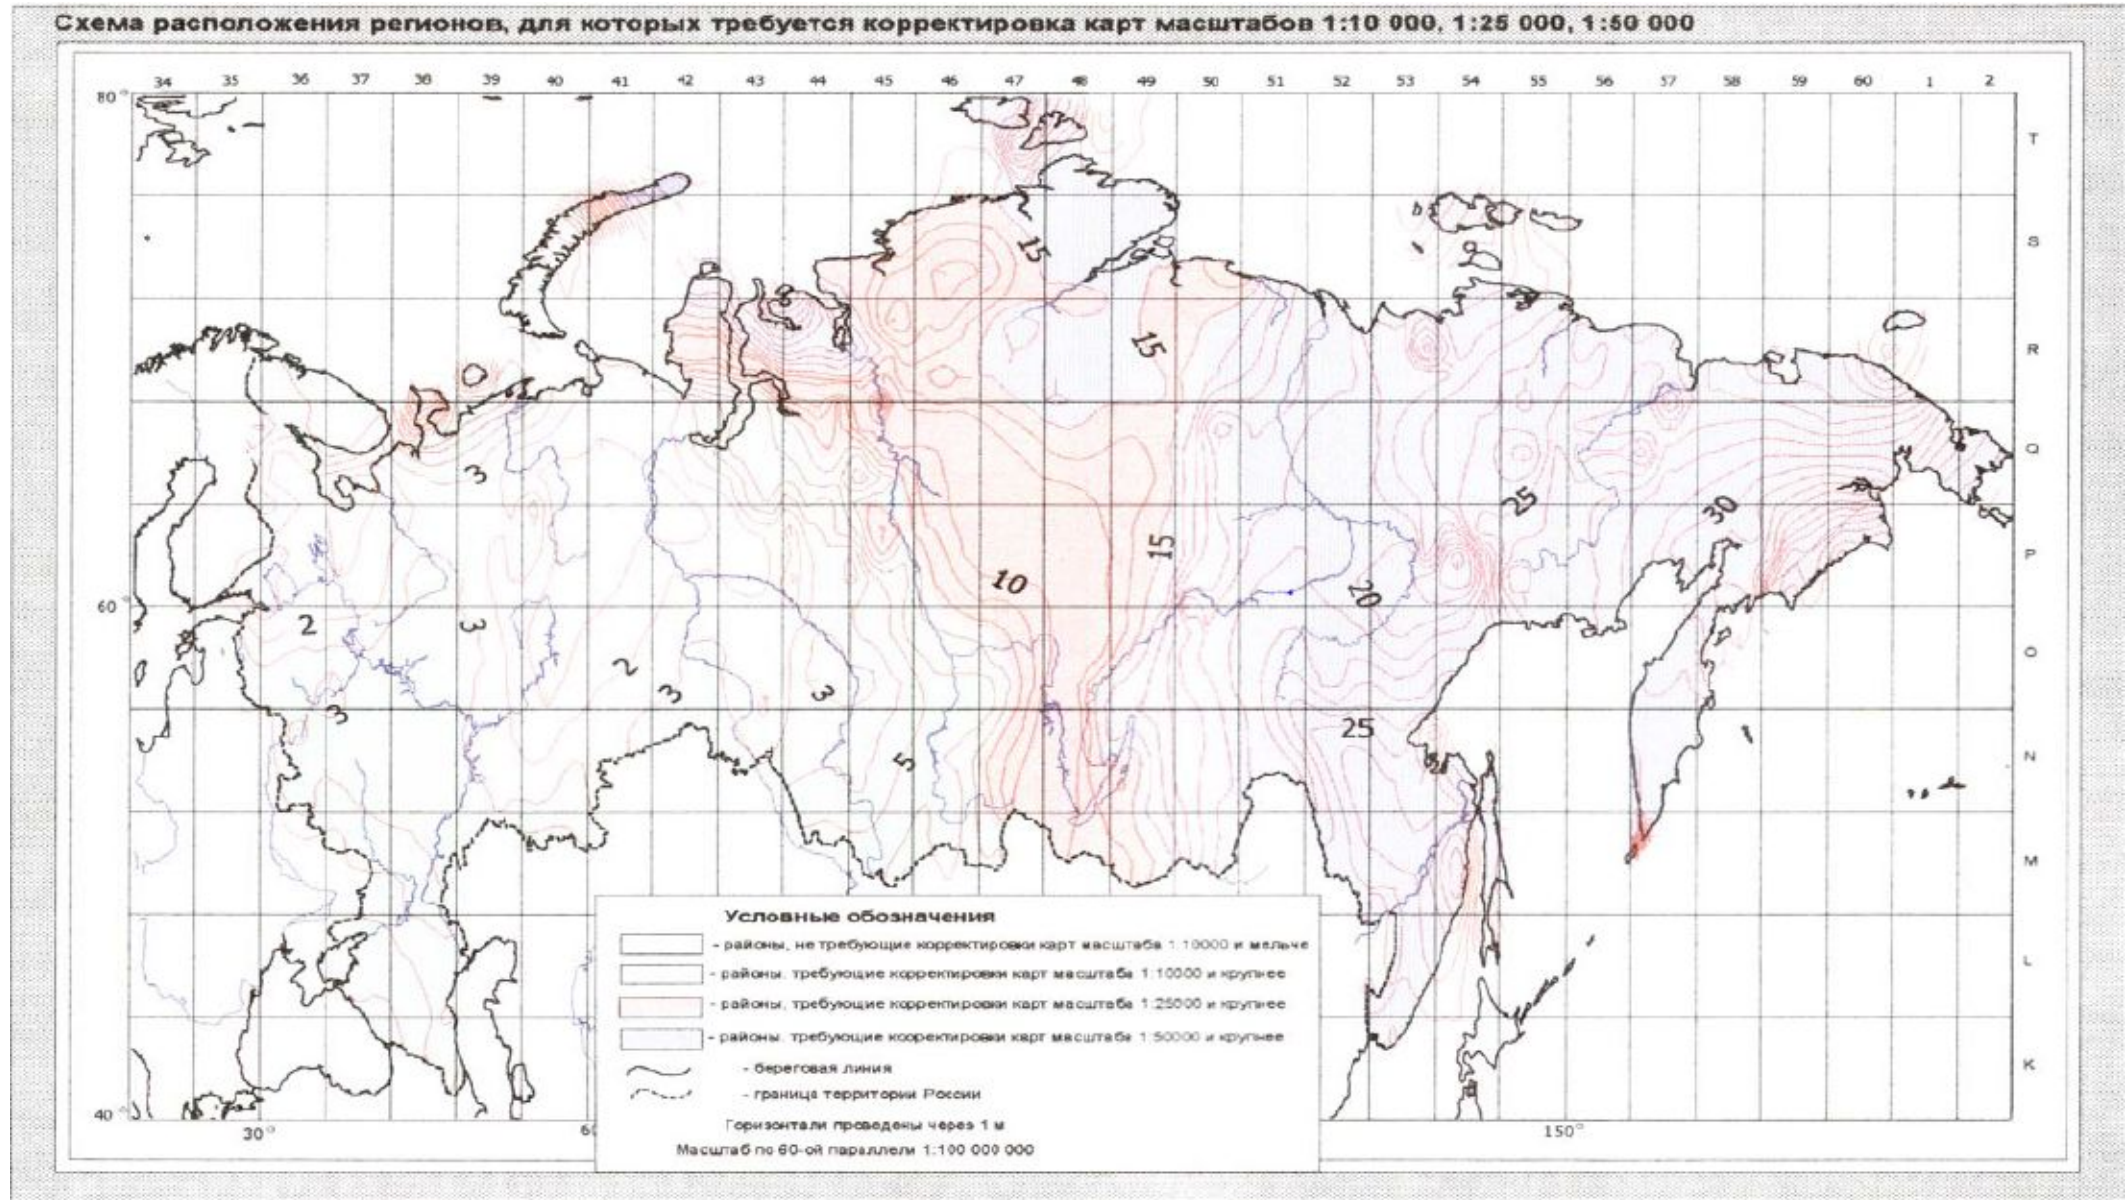 Схема расположения регионов, для которых требуется корректировка карт масштабов 1:10 000, 1:25 000, 1:50 000
34 35 36 37 38 39 40 41 42 43 44 45 46 47 48 49 50 51 52 53 54 55 56 57 58 59 60 1 2
80°
T
S
15
R
15
Q
3
25
30
P
15
10
60°
20
2
3
O
2
3
3
3
25
N
5
M
L
K
40°
30°
60
150°
Условные обозначения
- районы, не требующие корректировки карт масштаба 1:10000 и мельче
- районы, требующие корректировки карт масштаба 1:10000 и крупнее
- районы, требующие корректировки карт масштаба 1:25000 и крупнее
- районы, требующие корректировки карт масштаба 1:50000 и крупнее
- береговая линия
- граница территории России
Горизонтали проведены через 1 м
Масштаб по 60-ой параллели 1:100 000 000